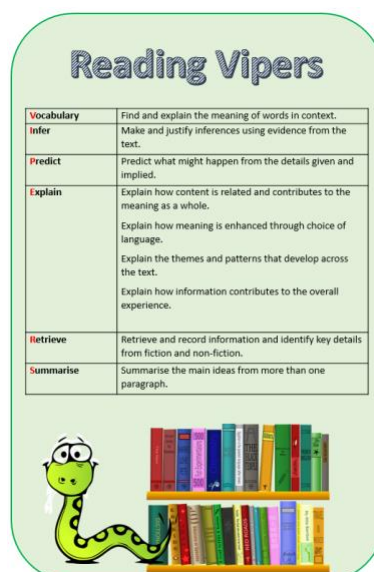 Reading Vipers
Vocabulary Find and explain the meaning of words in context.
Infer Make and justify inferences using evidence from the
text.
Predict Predict what might happen from the details given and
implied.
Explain Explain how content is related and contributes to the
meaning as a whole.
Explain how meaning is enhanced through choice of
language.
Explain the themes and patterns that develop across
the text.
Explain how information contributes to the overall
experience.
Retrieve Retrieve and record information and identify key details
from fiction and non-fiction.
Summarise Summarise the main ideas from more than one
paragraph.